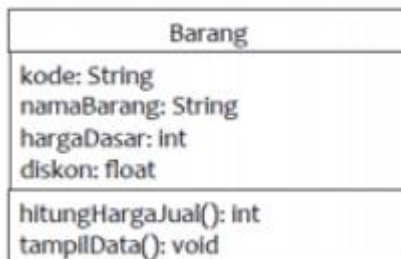 Barang
kode: String
namaBarang: String
hargaDasar: int
diskon: float
hitungHargaJual(): int
tampilData(): void